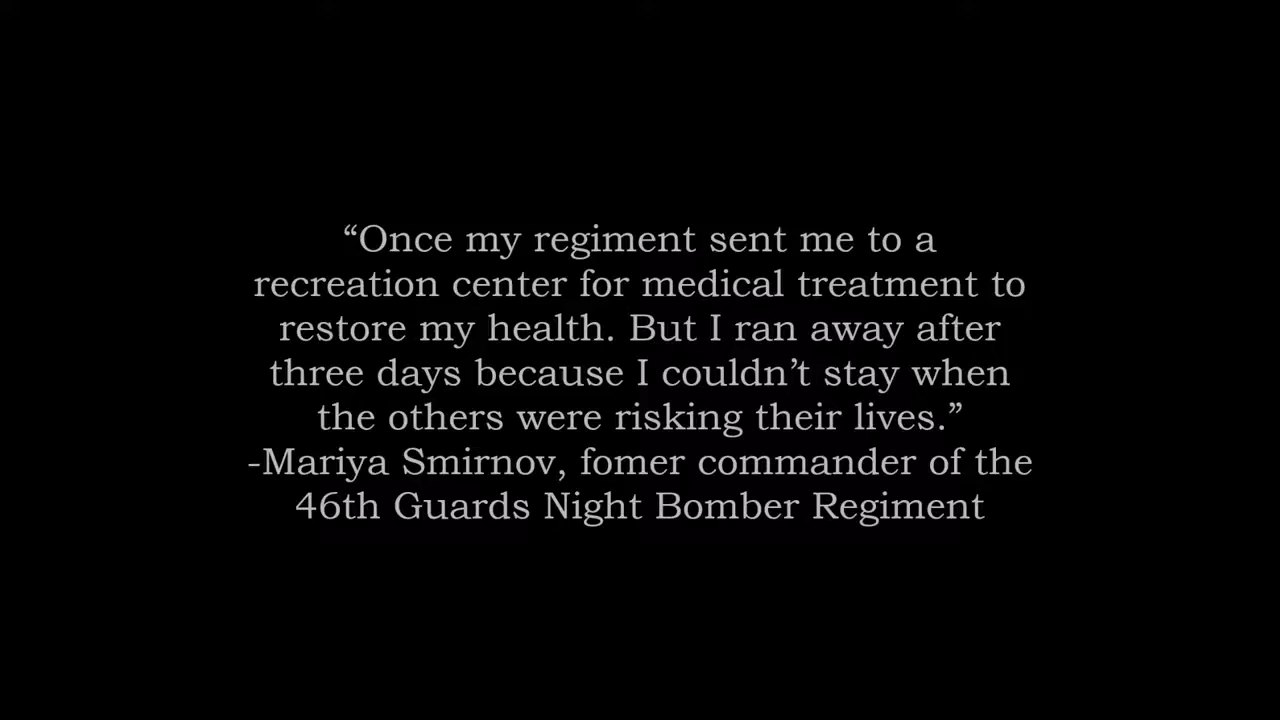 “Once my regiment sent me to a
recreation center for medical treatment to
restore my health. But I ran away after
three days because I couldn’t stay when
the others were risking their lives.”
-Mariya Smirnov, fomer commander of the
46th Guards Night Bomber Regiment